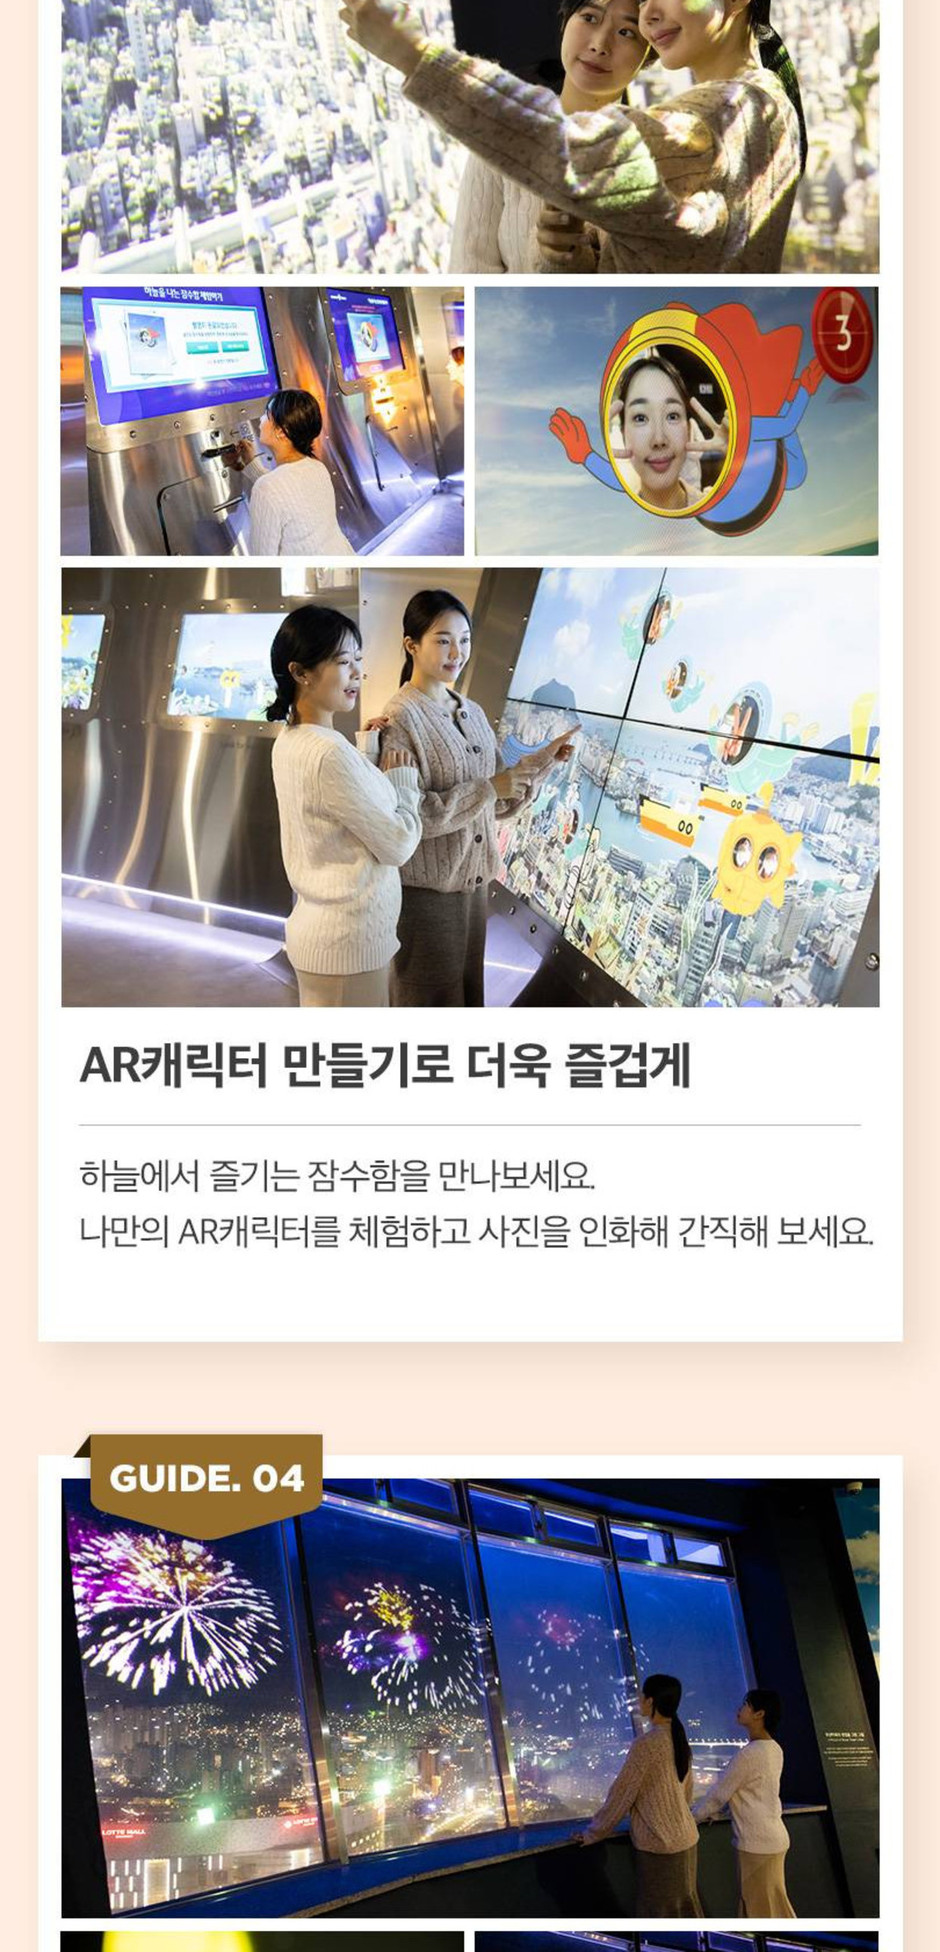 하늘을 나는 잠수함 체험하기
3
AR캐릭터 만들기로 더욱 즐겁게
하늘에서 즐기는 잠수함을 만나보세요.
나만의 AR캐릭터를 체험하고 사진을 인화해 간직해 보세요.
GUIDE. 04
LOTTE MALL